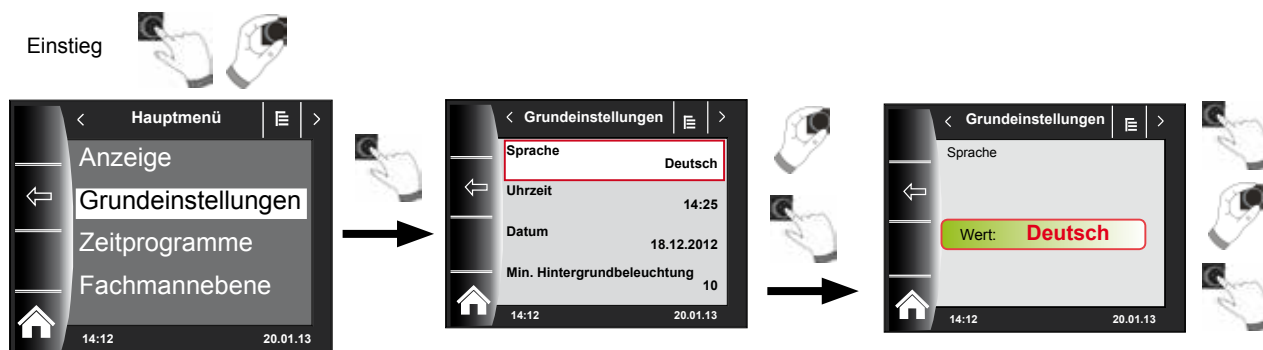 Einstieg
Hauptmenü
Anzeige
Grundeinstellungen
Zeitprogramme
Fachmannebene
14:12 20.01.13
Grundeinstellungen
Sprache
Deutsch
Uhrzeit
14:25
Datum
18.12.2012
Min. Hintergrundbeleuchtung
10
14:12 20.01.13
Grundeinstellungen
Sprache
Wert: Deutsch
14:12 20.01.13